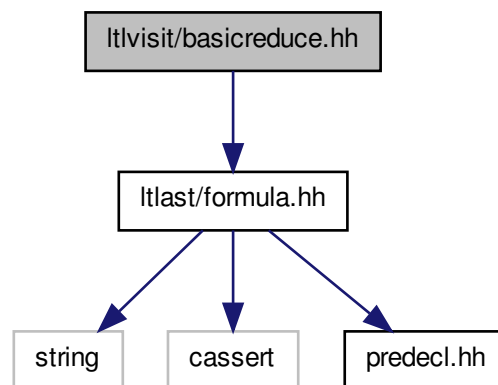 ltlvisit/basicreduce.hh
ltlast/formula.hh
string
cassert
predecl.hh